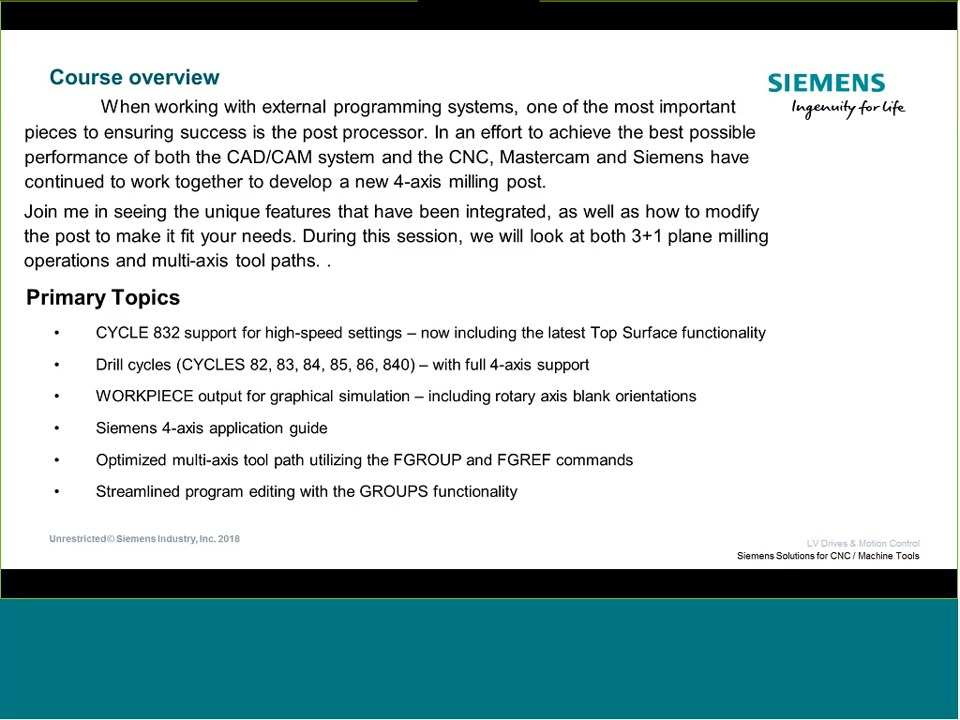 Course overview
SIEMENS
Ingenuity for life
When working with external programming systems, one of the most important
pieces to ensuring success is the post processor. In an effort to achieve the best possible
performance of both the CAD/CAM system and the CNC, Mastercam and Siemens have
continued to work together to develop a new 4-axis milling post.
Join me in seeing the unique features that have been integrated, as well as how to modify
the post to make it fit your needs. During this session, we will look at both 3+1 plane milling
operations and multi-axis tool paths. .
Primary Topics
• CYCLE 832 support for high-speed settings – now including the latest Top Surface functionality
• Drill cycles (CYCLES 82, 83, 84, 85, 86, 840) – with full 4-axis support
• WORKPIECE output for graphical simulation – including rotary axis blank orientations
• Siemens 4-axis application guide
• Optimized multi-axis tool path utilizing the FGROUP and FGREF commands
• Streamlined program editing with the GROUPS functionality
Unrestricted © Siemens Industry, Inc. 2018
LV Drives & Motion Control
Siemens Solutions for CNC / Machine Tools